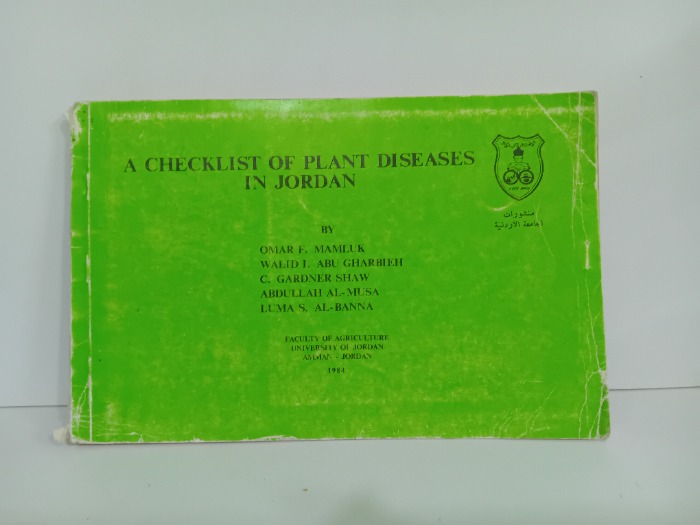 A CHECKLIST OF PLANT DISEASES
IN JORDAN
منشورات
الجامعة الاردنية
BY
OMAR F. MAMLUK
WALID I. ABU GHARBIEH
C. GARDNER SHAW
ABDULLAH AL-MUSA
LUMA S. AL-BANNA
FACULTY OF AGRICULTURE
UNIVERSITY OF JORDAN
AMMAN - JORDAN
1984